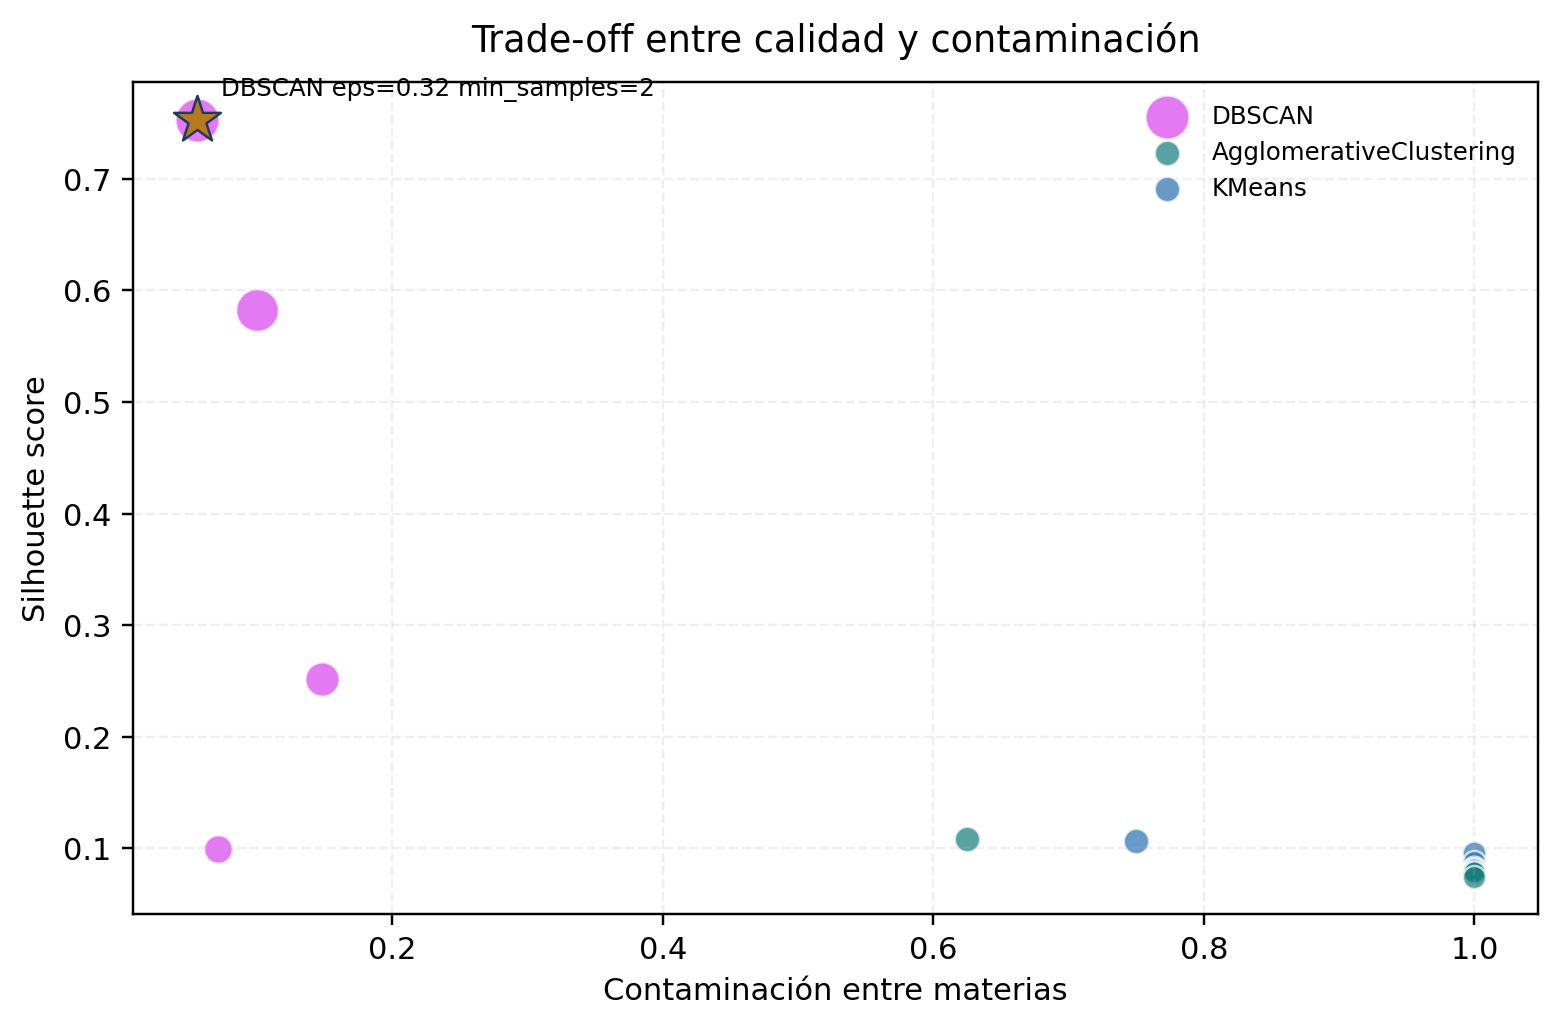 Trade-off entre calidad y contaminación
DBSCAN eps=0.32 min_samples=2
DBSCAN
AgglomerativeClustering
KMeans
0.7
0.6
0.5
0.4
0.3
0.2
0.1
Silhouette score
0.2
0.4
0.6
0.8
1.0
Contaminación entre materias